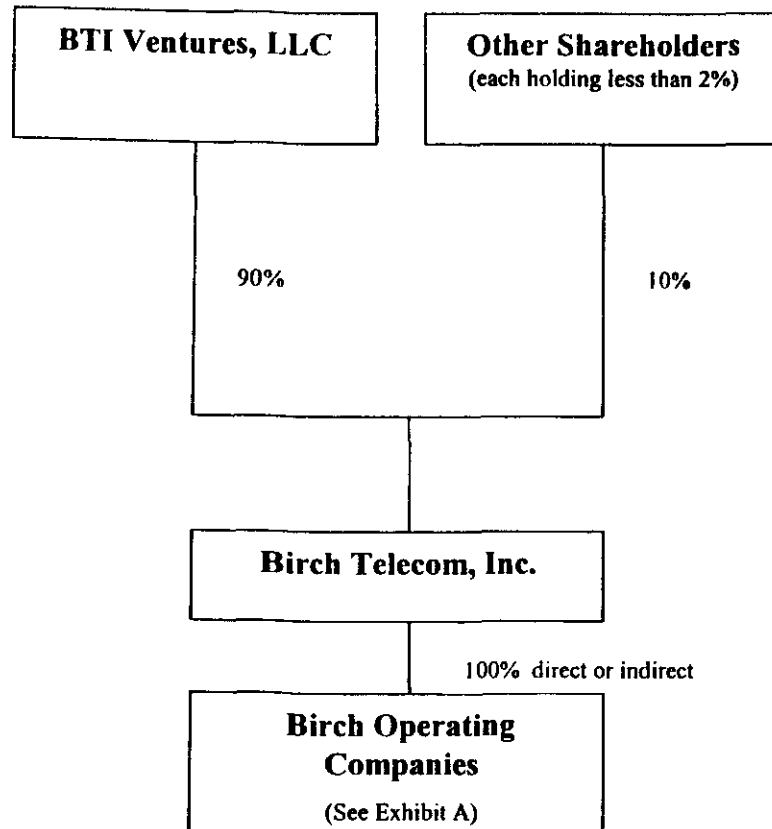 BTI Ventures, LLC
Other Shareholders
(each holding less than 2%)
90%
10%
Birch Telecom, Inc.
100% direct or indirect
Birch Operating
Companies
(See Exhibit A)